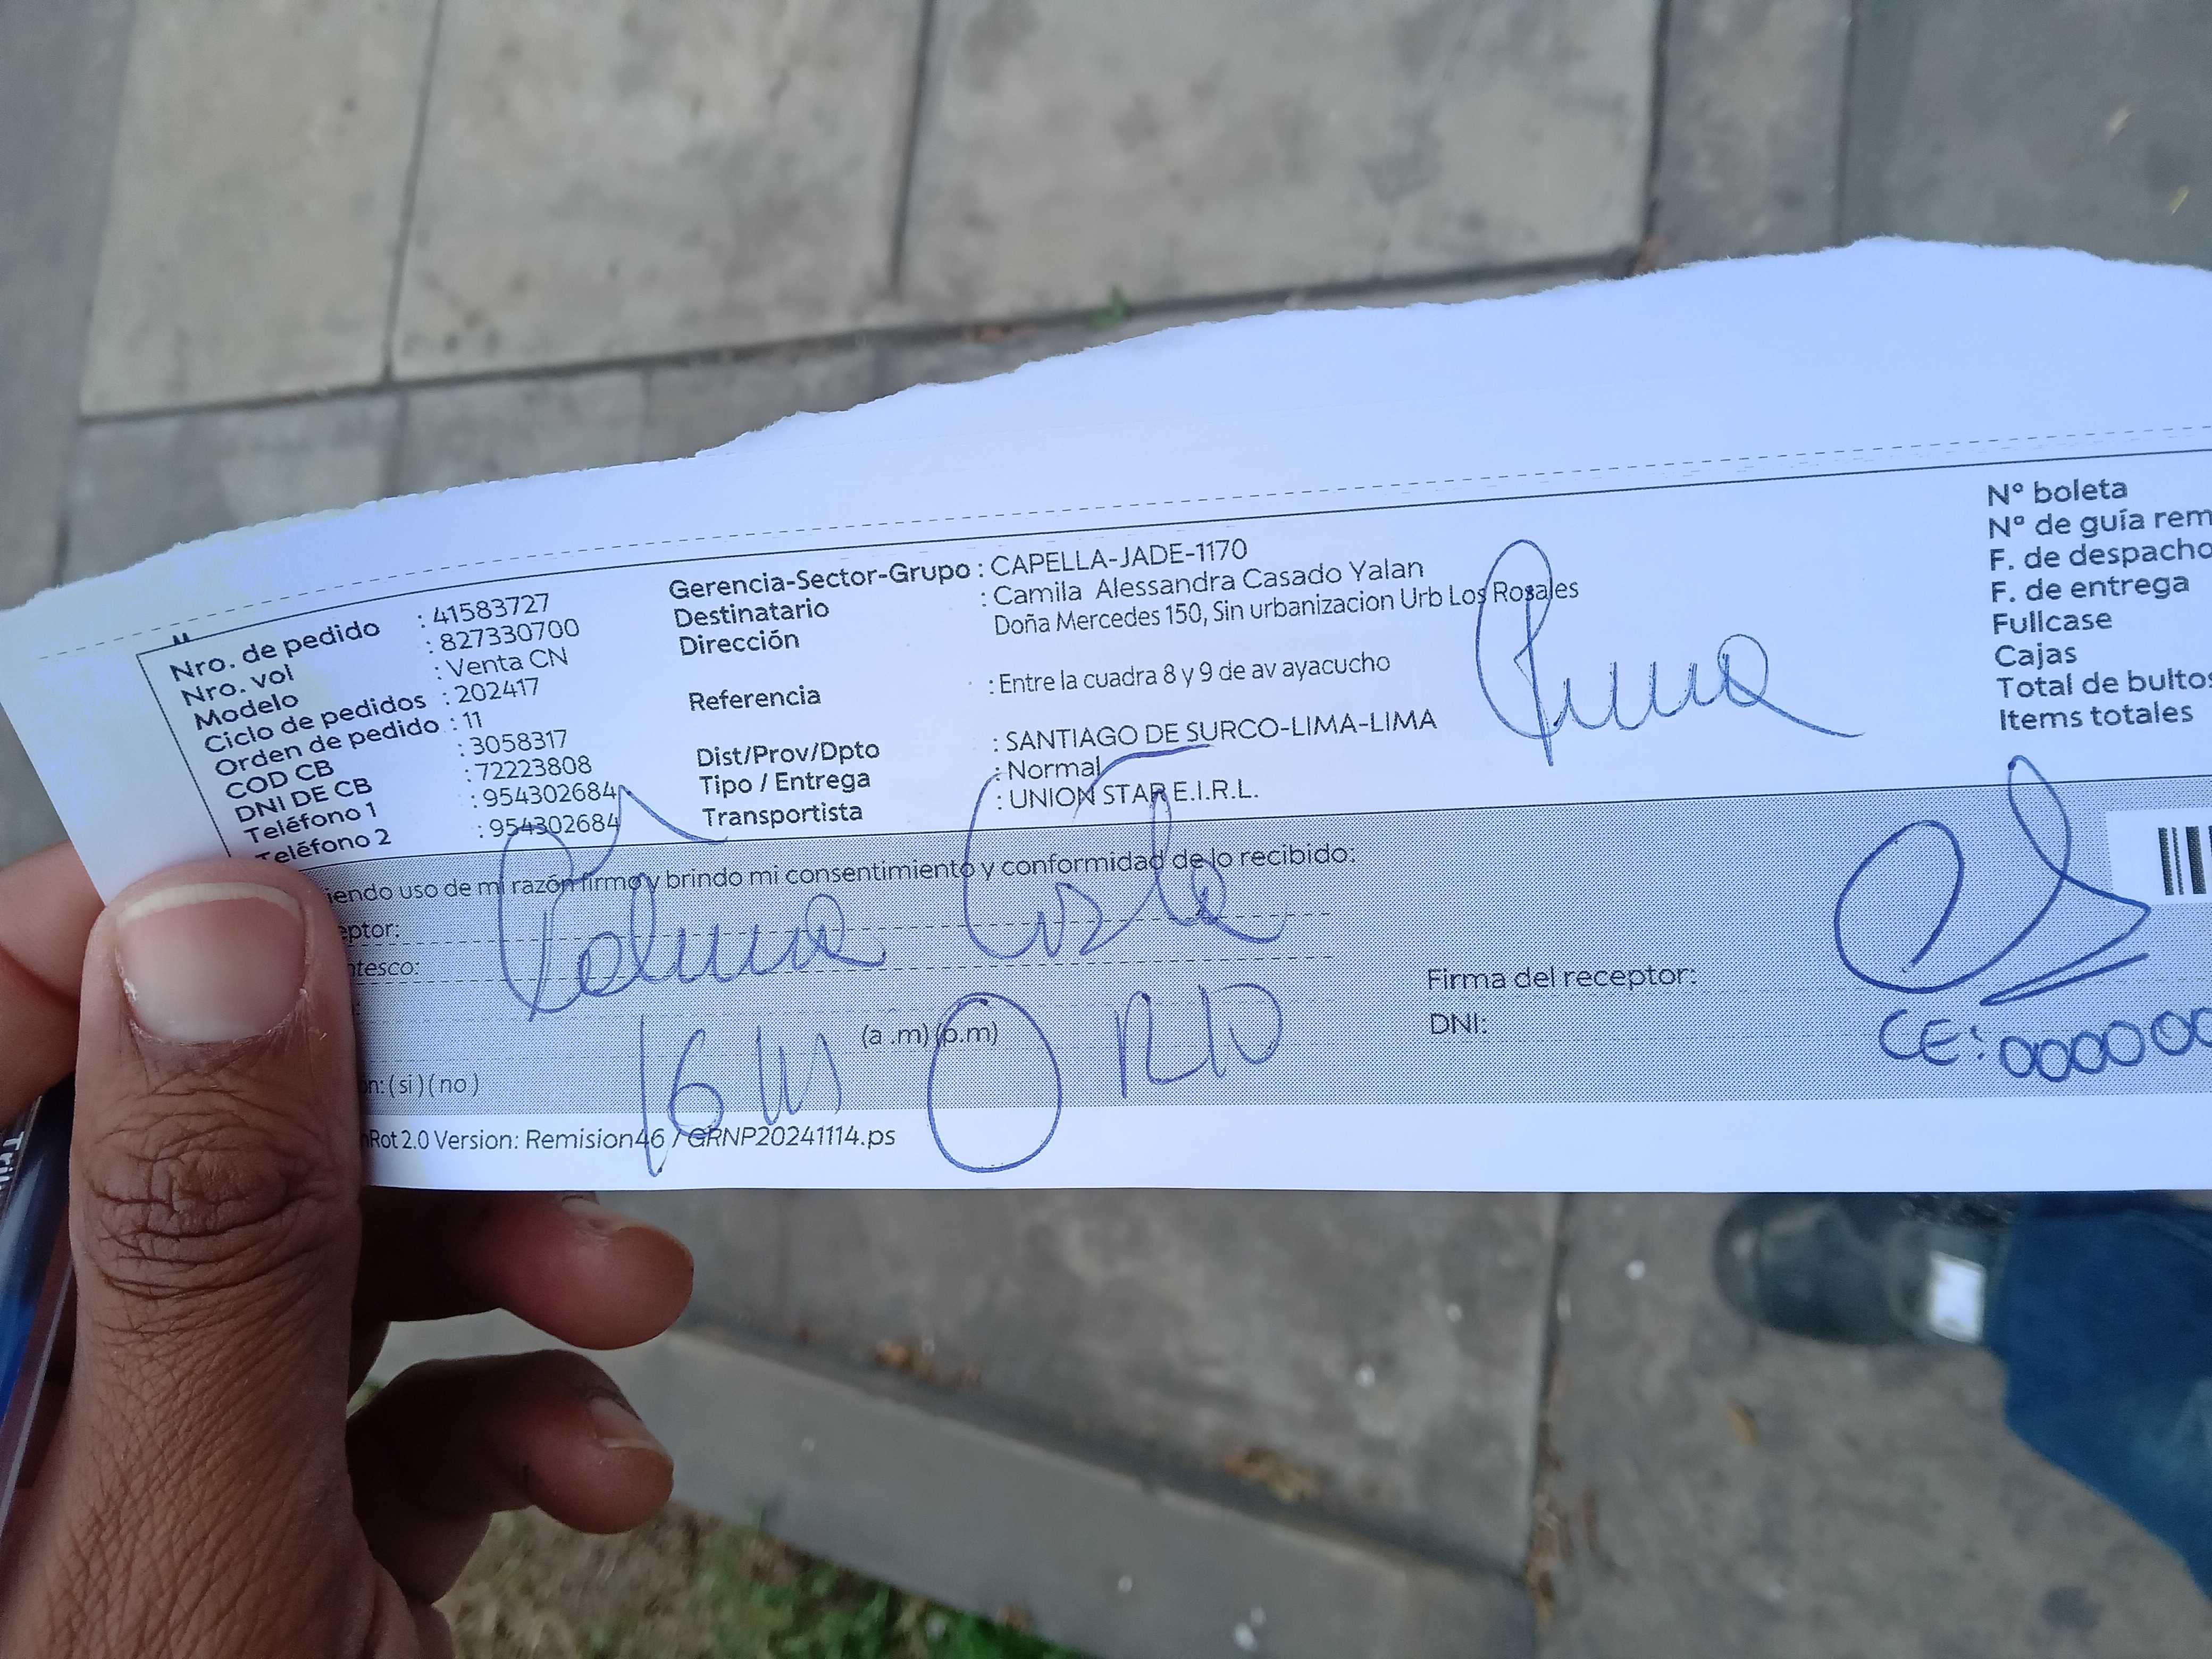 Nro. de pedido : 41583727
Nro. vol : 827330700
Modelo : Venta CN
Ciclo de pedidos : 202417
Orden de pedido : 11
COD CB : 3058317
DNI DE CB : 72223808
Teléfono 1 : 954302684
Teléfono 2 : 954302684
Gerencia-Sector-Grupo : CAPELLA-JADE-1170
Destinatario : Camila Alessandra Casado Yalan
Dirección Doña Mercedes 150, Sin urbanizacion Urb Los Rosales
Referencia : Entre la cuadra 8 y 9 de av ayacucho
Dist/Prov/Dpto : SANTIAGO DE SURCO-LIMA-LIMA
Tipo / Entrega : Normal
Transportista : UNION STAR E.I.R.L.
N° boleta
N° de guía rem
F. de despacho
F. de entrega
Fullcase
Cajas
Total de bultos
Items totales
iendo uso de mi razón firmo y brindo mi consentimiento y conformidad de lo recibido:
eptor:
ntesco:
(a .m) (p.m)
n: (si) (no)
Firma del receptor:
DNI:
CE: 000000
Rot 2.0 Version: Remision46 / GRNP20241114.ps